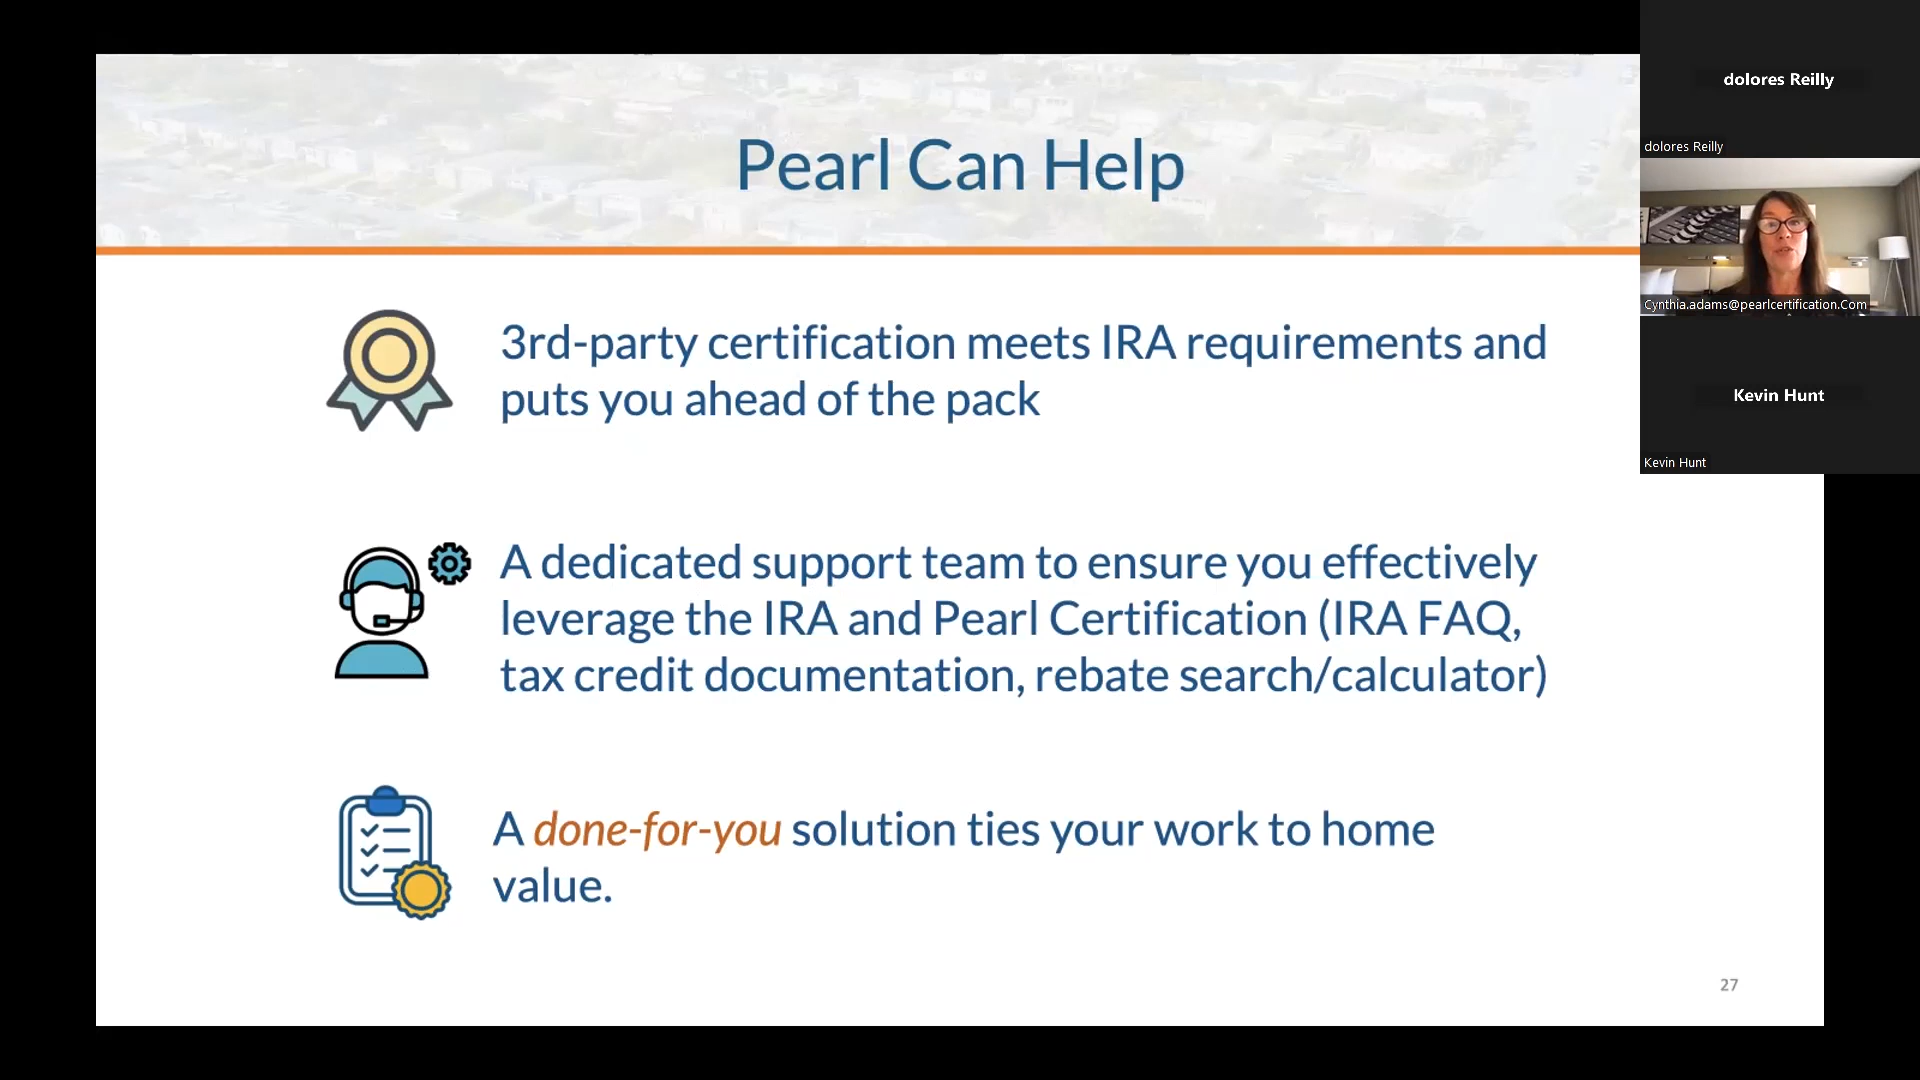 Pearl Can Help
3rd-party certification meets IRA requirements and
puts you ahead of the pack
A dedicated support team to ensure you effectively
leverage the IRA and Pearl Certification (IRA FAQ,
tax credit documentation, rebate search/calculator)
A done-for-you solution ties your work to home
value.
27
dolores Reilly
dolores Reilly
Cynthia.adams@pearlcertification.Com
Kevin Hunt
Kevin Hunt